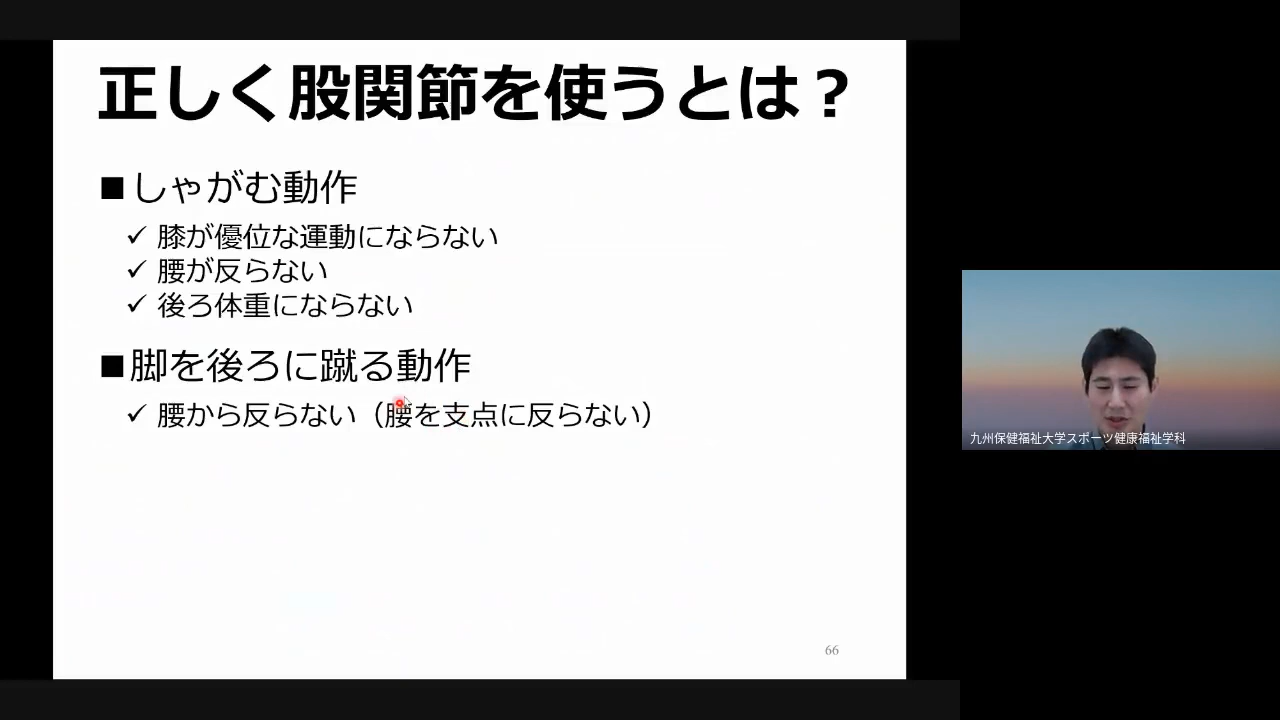 正しく股関節を使うとは？
■しゃがむ動作
✓ 膝が優位な運動にならない
✓ 腰が反らない
✓ 後ろ体重にならない
■脚を後ろに蹴る動作
✓ 腰から反らない（腰を支点に反らない）
66
九州保健福祉大学スポーツ健康福祉学科